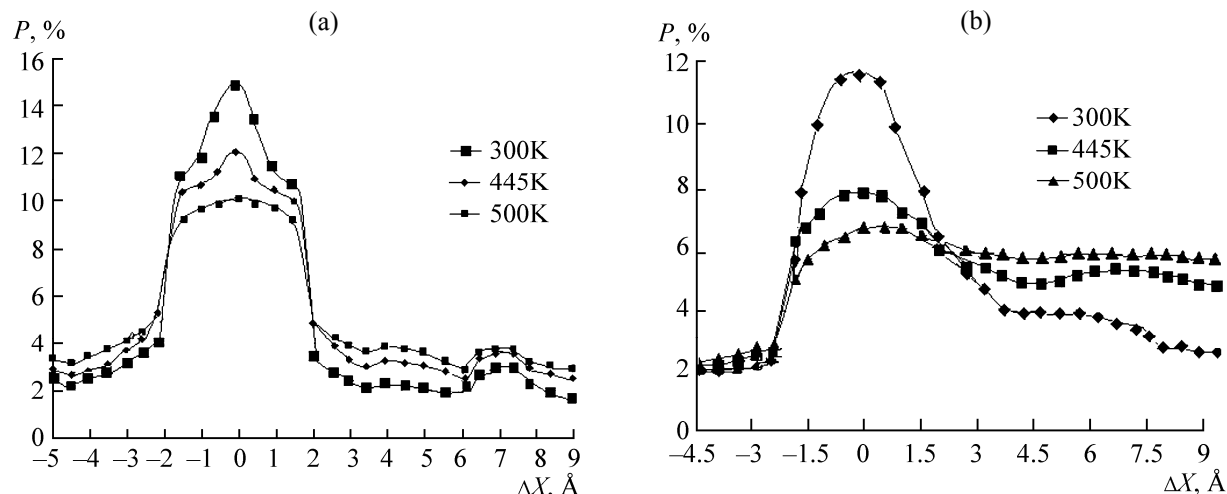 (a)
P, %
16
14
12
10
8
6
4
2
0
–5 –4 –3 –2 –1 0 1 2 3 4 5 6 7 8 9
ΔX, Å
300K
445K
500K
(b)
P, %
12
10
8
6
4
2
0
–4.5 –3 –1.5 0 1.5 3 4.5 6 7.5 9
ΔX, Å
300K
445K
500K